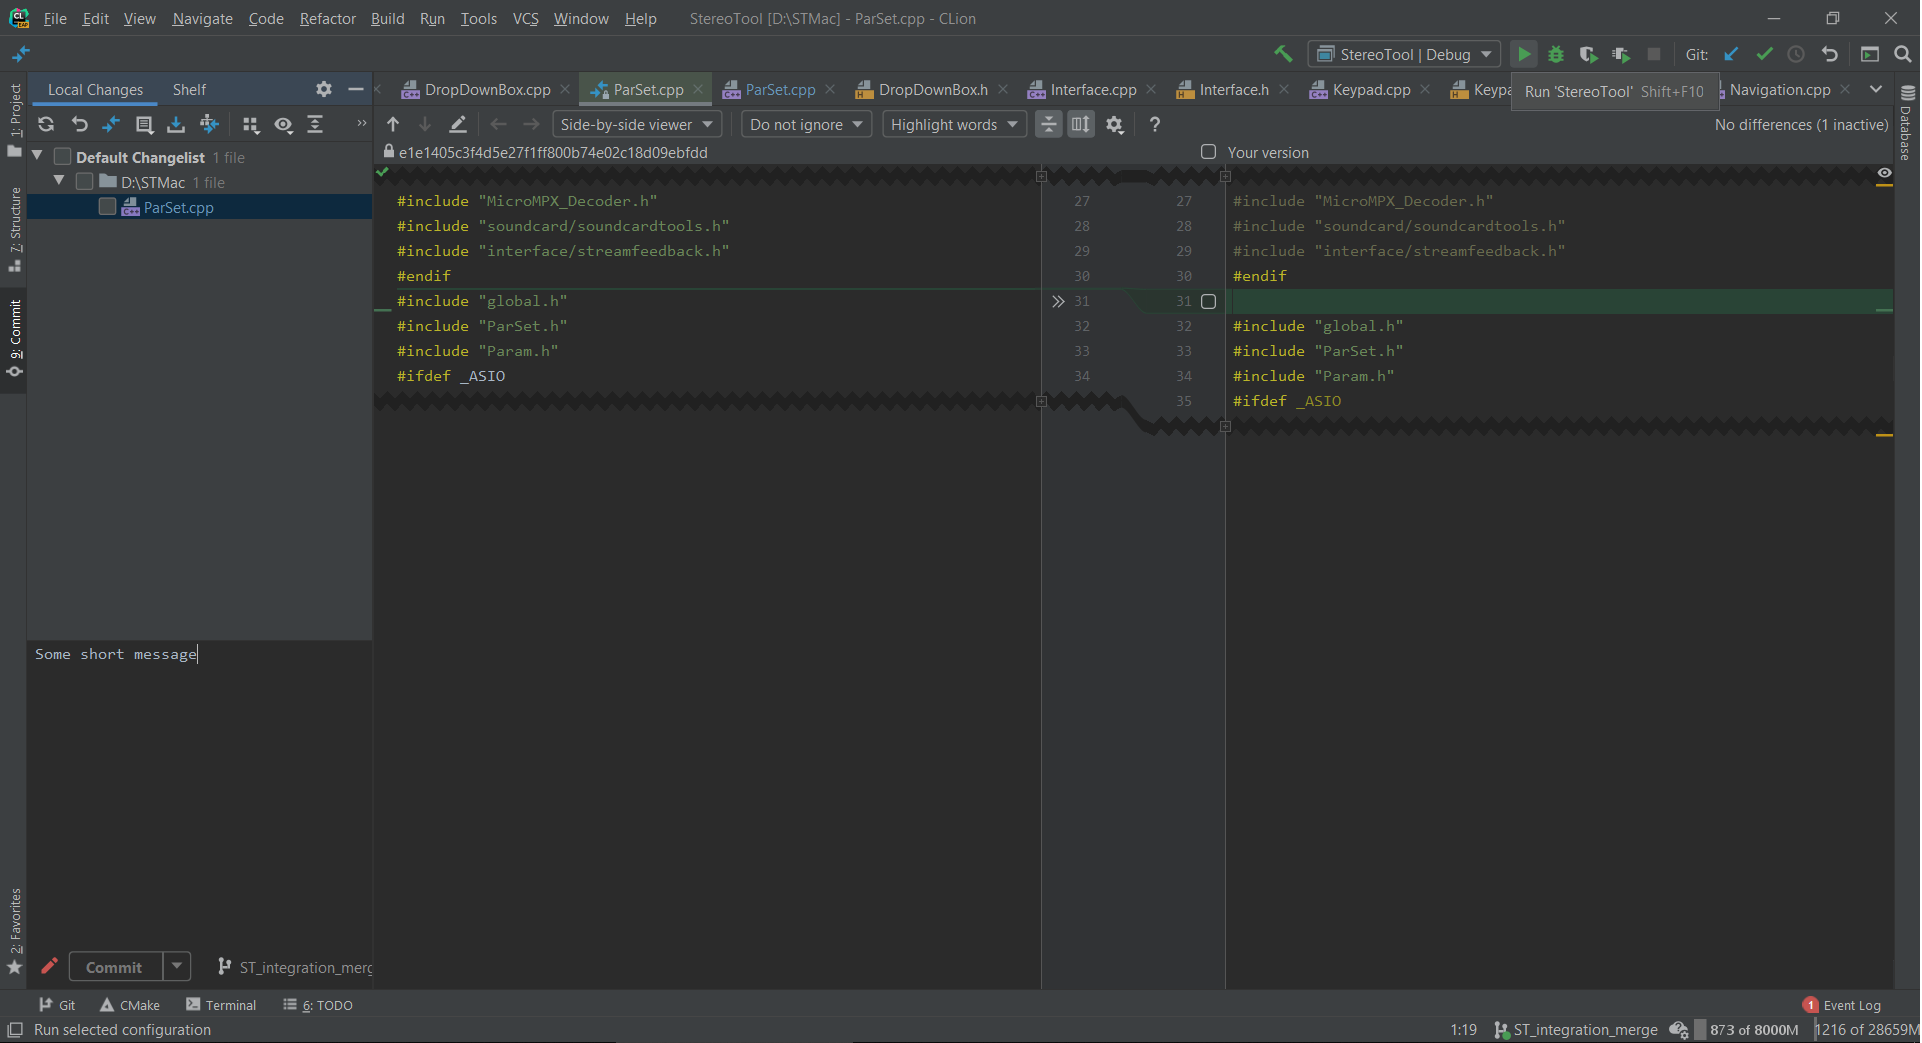 File Edit View Navigate Code Refactor Build Run Tools VCS Window Help StereoTool [D:\STMac] - ParSet.cpp - CLion
StereoTool | Debug Git:
Local Changes Shelf
DropDownBox.cpp ParSet.cpp ParSet.cpp DropDownBox.h Interface.cpp Interface.h Keypad.cpp Navigation.cpp
Run 'StereoTool' Shift+F10
Side-by-side viewer Do not ignore Highlight words ? No differences (1 inactive)
e1e1405c3f4d5e27f1ff800b74e02c18d09ebfdd Your version
Default Changelist 1 file
D:\STMac 1 file
ParSet.cpp
#include "MicroMPX_Decoder.h" 27
#include "soundcard/soundcardtools.h" 28
#include "interface/streamfeedback.h" 29
#endif 30
#include "global.h" 31
#include "ParSet.h" 32
#include "Param.h" 33
#ifdef _ASIO 34
27 #include "MicroMPX_Decoder.h"
28 #include "soundcard/soundcardtools.h"
29 #include "interface/streamfeedback.h"
30 #endif
31
32 #include "global.h"
33 #include "ParSet.h"
34 #include "Param.h"
35 #ifdef _ASIO
1: Project
7: Structure
9: Commit
2: Favorites
Database
Some short message
Commit ST_integration_merg
Git CMake Terminal 6: TODO 1 Event Log
Run selected configuration 1:19 ST_integration_merge 873 of 8000M 1216 of 28659M